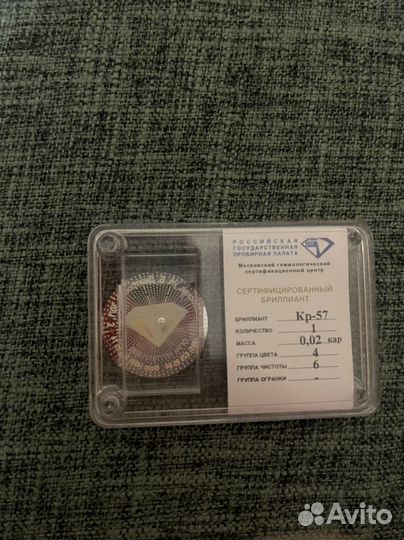 РОССИЙСКАЯ
ГОСУДАРСТВЕННАЯ
ПРОБИРНАЯ ПАЛАТА
Московский геммологический
сертификационный центр
СЕРТИФИЦИРОВАННЫЙ
БРИЛЛИАНТ
БРИЛЛИАНТ Кр-57
КОЛИЧЕСТВО 1
МАССА 0,02 кар
ГРУППА ЦВЕТА 4
ГРУППА ЧИСТОТЫ 6
ГРУППА ОГРАНКИ -
Avito